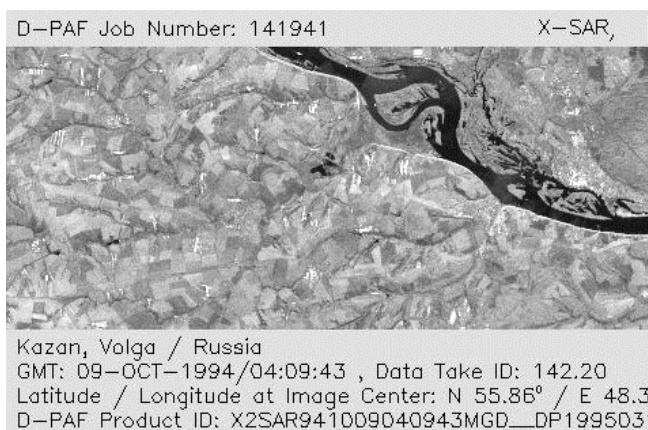 D-PAF Job Number: 141941 X-SAR,
Kazan, Volga / Russia
GMT: 09-OCT-1994/04:09:43 , Data Take ID: 142.20
Latitude / Longitude at Image Center: N 55.86° / E 48.3
D-PAF Product ID: X2SAR941009040943MGD__DP199503